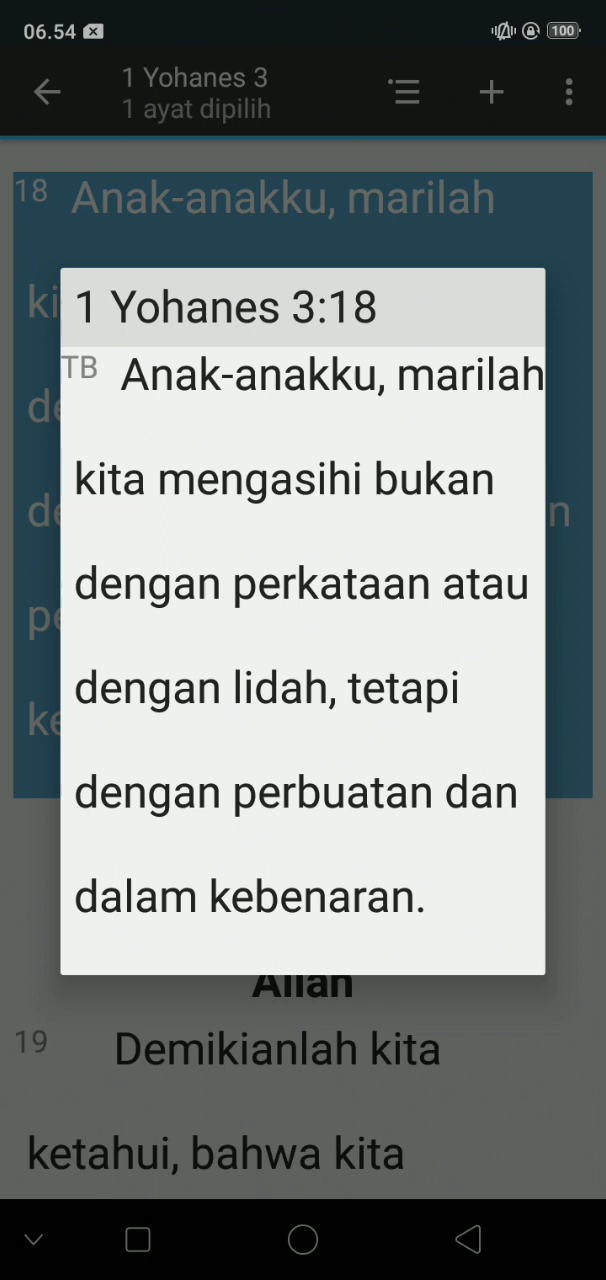 06.54
100
1 Yohanes 3
1 ayat dipilih
18 Anak-anakku, marilah
1 Yohanes 3:18
TB Anak-anakku, marilah
kita mengasihi bukan
dengan perkataan atau
dengan lidah, tetapi
dengan perbuatan dan
dalam kebenaran.
Allah
19 Demikianlah kita
ketahui, bahwa kita